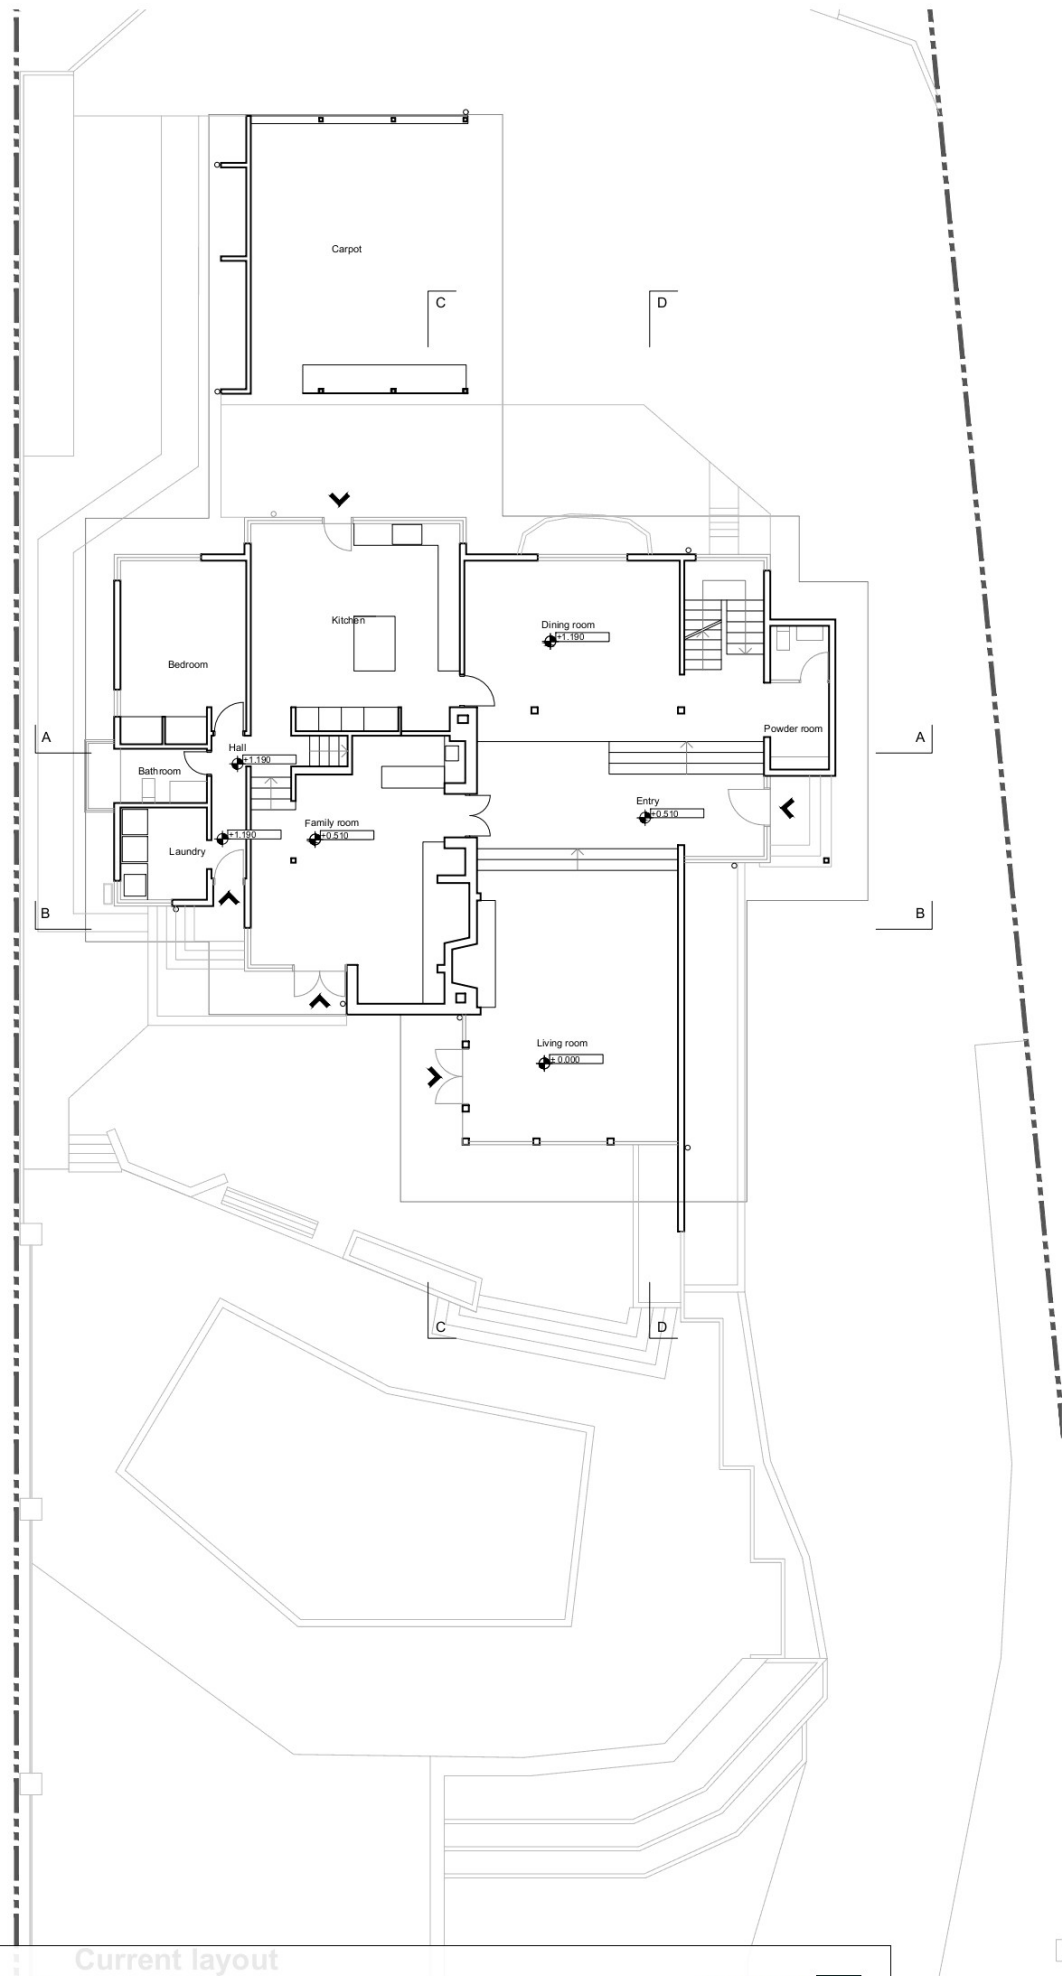 Carpot
C
D
Kitchen
Dining room
+1.190
Bedroom
Powder room
A
Hall
+1.190
A
Bathroom
Entry
+0.510
Family room
+0.510
+1.190
Laundry
B
B
Living room
± 0.000
C
D
Current layout